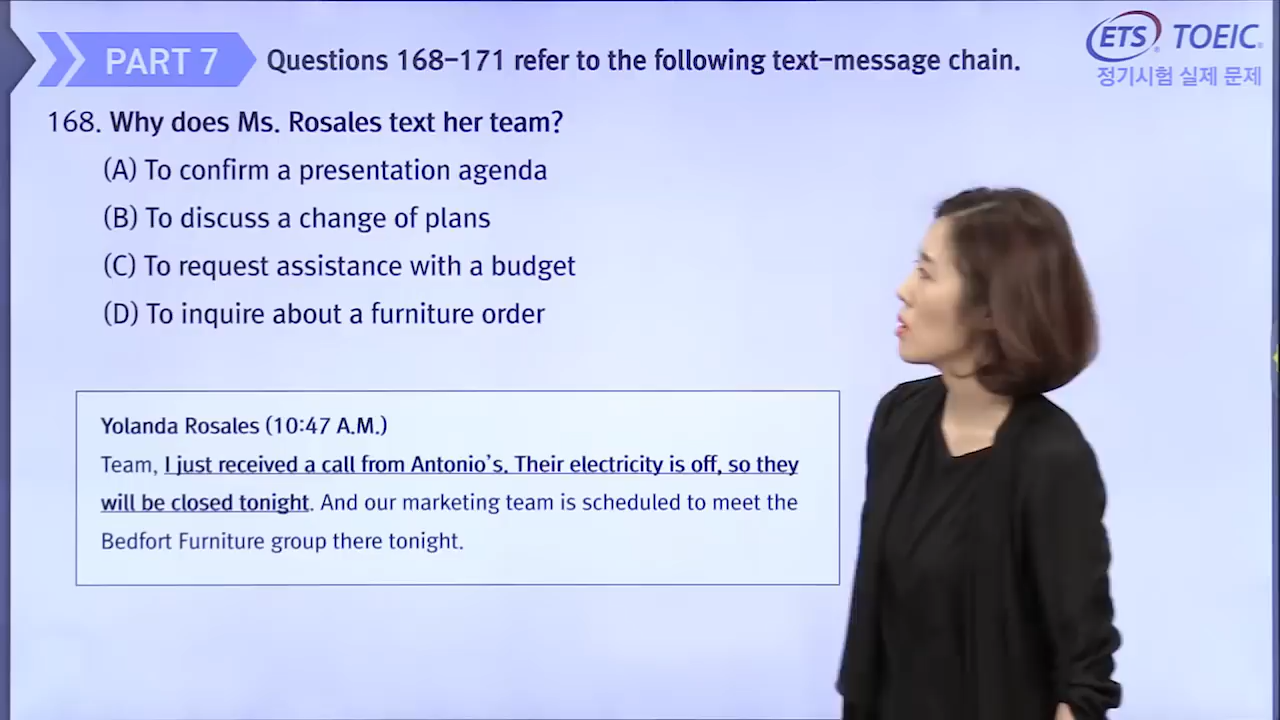 PART 7
Questions 168–171 refer to the following text–message chain.
ETS® TOEIC®
정기시험 실제 문제
168. Why does Ms. Rosales text her team?
(A) To confirm a presentation agenda
(B) To discuss a change of plans
(C) To request assistance with a budget
(D) To inquire about a furniture order
Yolanda Rosales (10:47 A.M.)
Team, I just received a call from Antonio's. Their electricity is off, so they
will be closed tonight. And our marketing team is scheduled to meet the
Bedfort Furniture group there tonight.